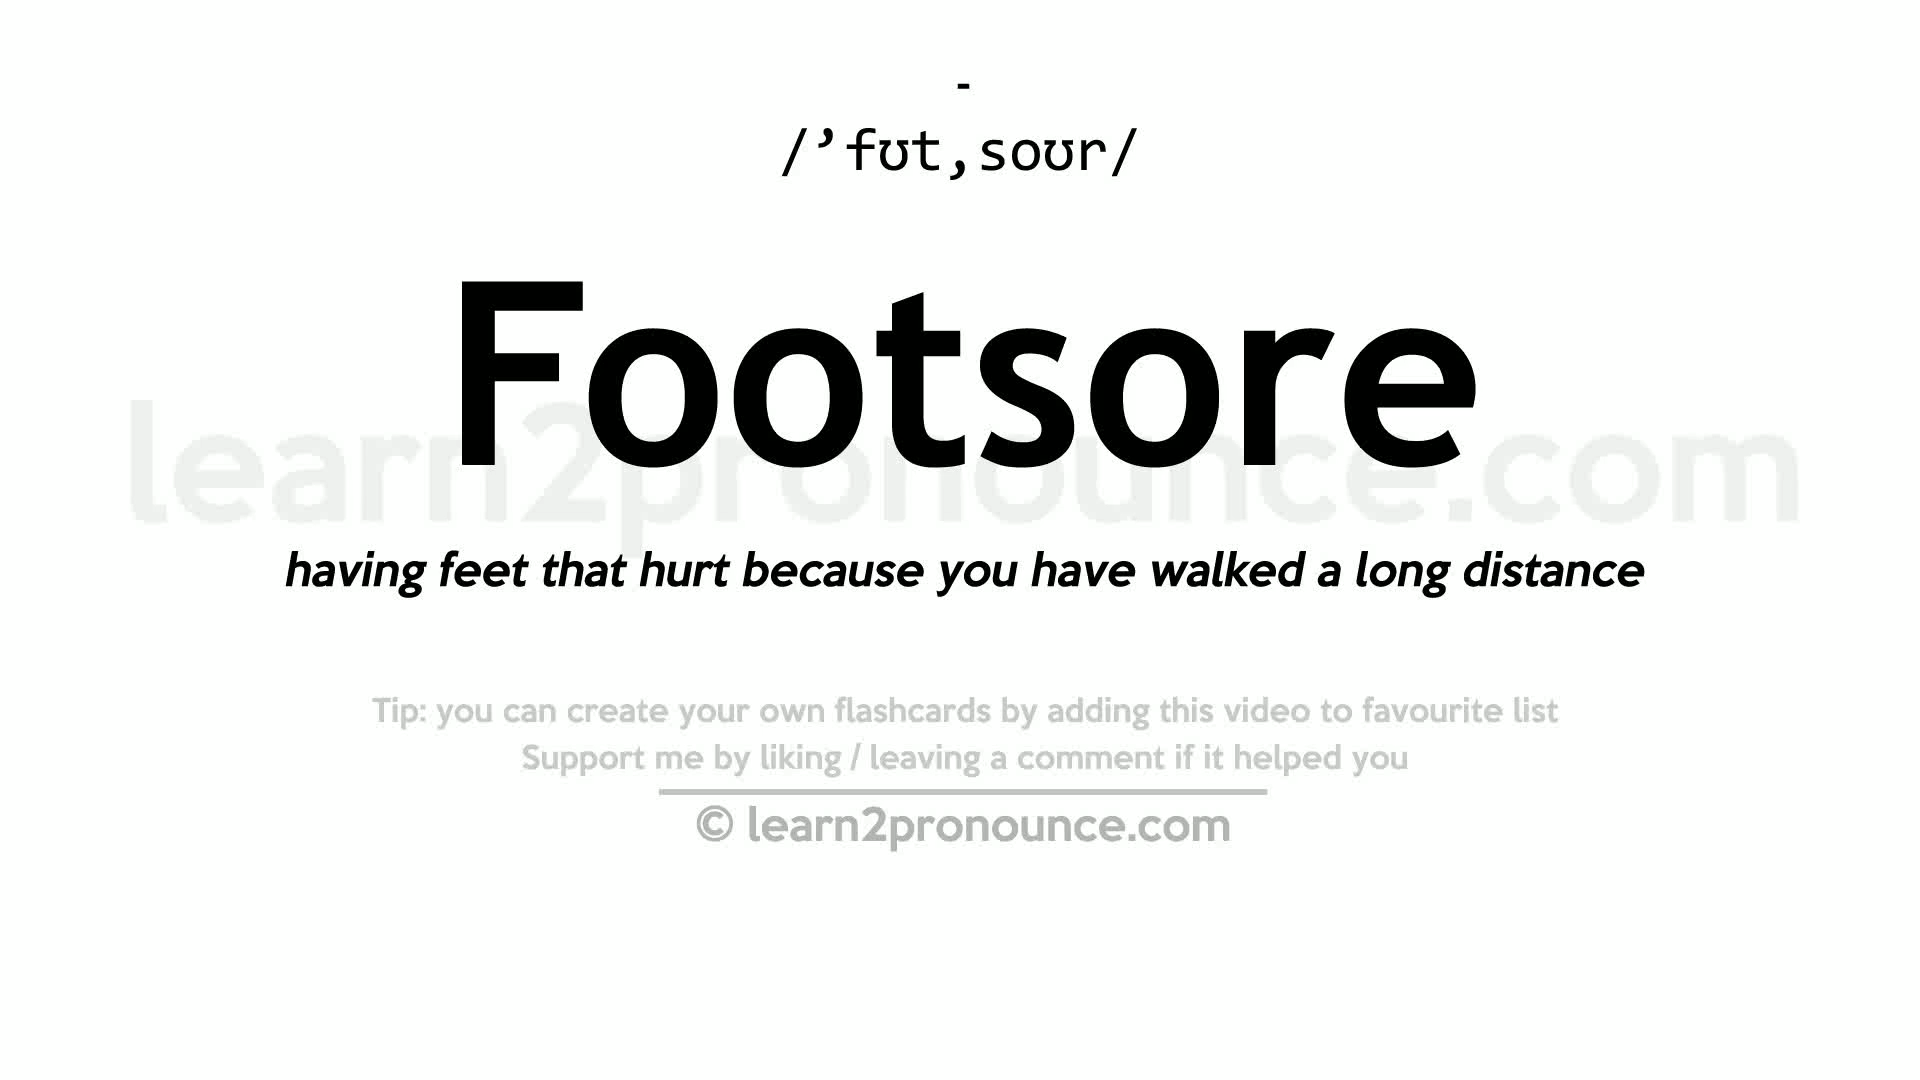 -
/’fʊt,soʊr/
Footsore
learn2pronounce.com
having feet that hurt because you have walked a long distance
Tip: you can create your own flashcards by adding this video to favourite list
Support me by liking / leaving a comment if it helped you
© learn2pronounce.com